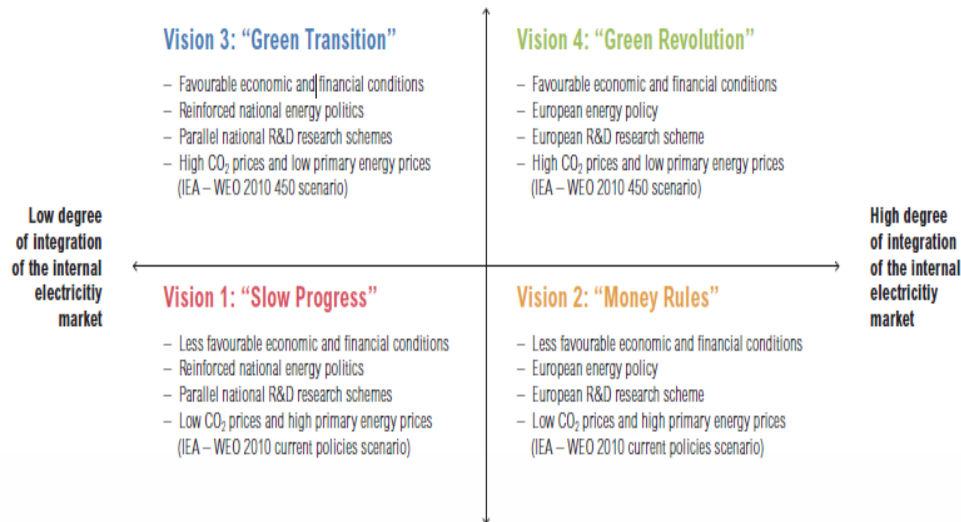 Vision 3: “Green Transition”
– Favourable economic and financial conditions
– Reinforced national energy politics
– Parallel national R&D research schemes
– High CO₂ prices and low primary energy prices
(IEA – WEO 2010 450 scenario)
Vision 4: “Green Revolution”
– Favourable economic and financial conditions
– European energy policy
– European R&D research scheme
– High CO₂ prices and low primary energy prices
(IEA – WEO 2010 450 scenario)
Low degree
of integration
of the internal
electricitiy
market
High degree
of integration
of the internal
electricitiy
market
Vision 1: “Slow Progress”
– Less favourable economic and financial conditions
– Reinforced national energy politics
– Parallel national R&D research schemes
– Low CO₂ prices and high primary energy prices
(IEA – WEO 2010 current policies scenario)
Vision 2: “Money Rules”
– Less favourable economic and financial conditions
– European energy policy
– European R&D research scheme
– Low CO₂ prices and high primary energy prices
(IEA – WEO 2010 current policies scenario)